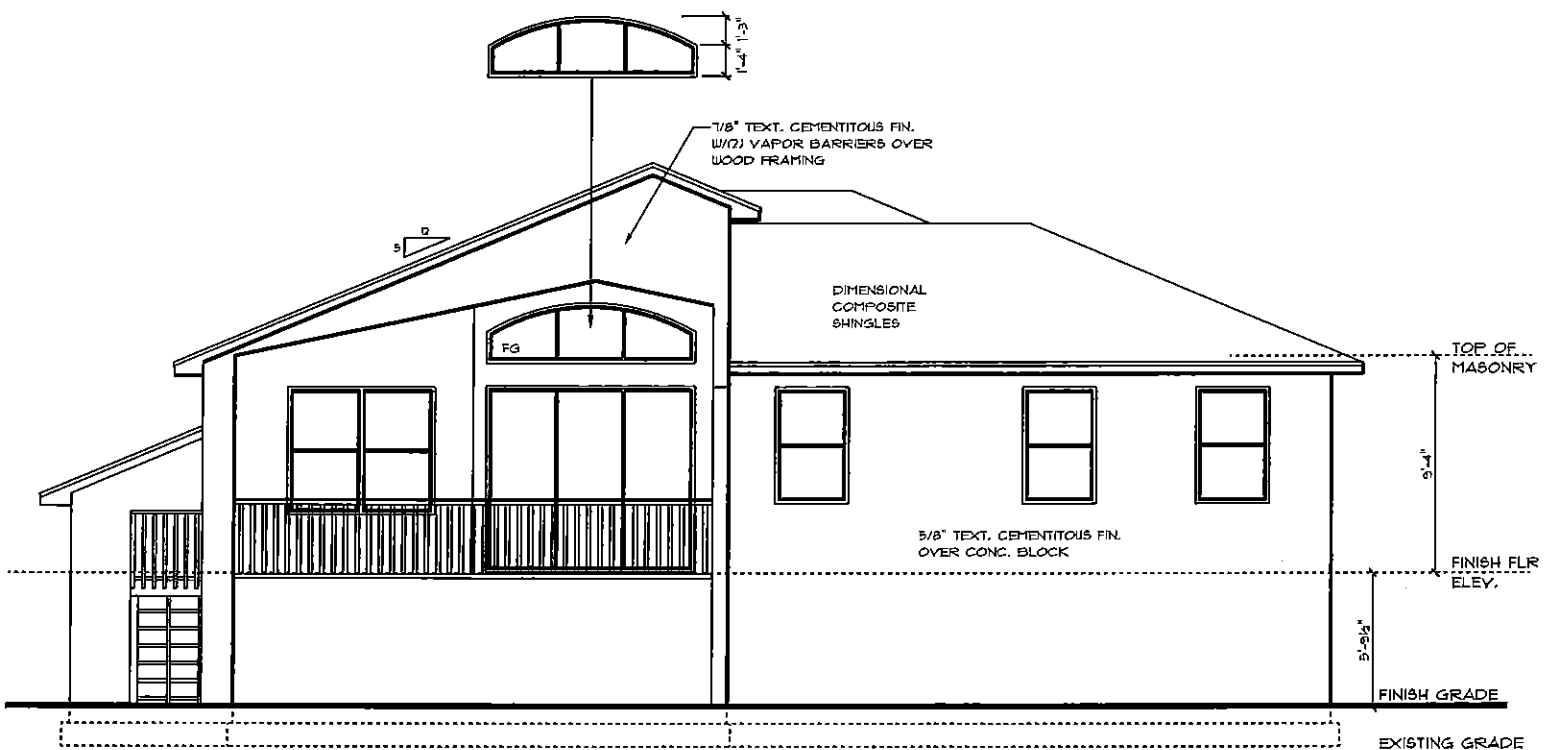 1'-3"
1'-4"
7/8" TEXT. CEMENTITOUS FIN.
W/(2) VAPOR BARRIERS OVER
WOOD FRAMING
12
5
DIMENSIONAL
COMPOSITE
SHINGLES
FG
TOP OF
MASONRY
9'-4"
5/8" TEXT. CEMENTITOUS FIN.
OVER CONC. BLOCK
FINISH FLR
ELEV.
FINISH GRADE
EXISTING GRADE